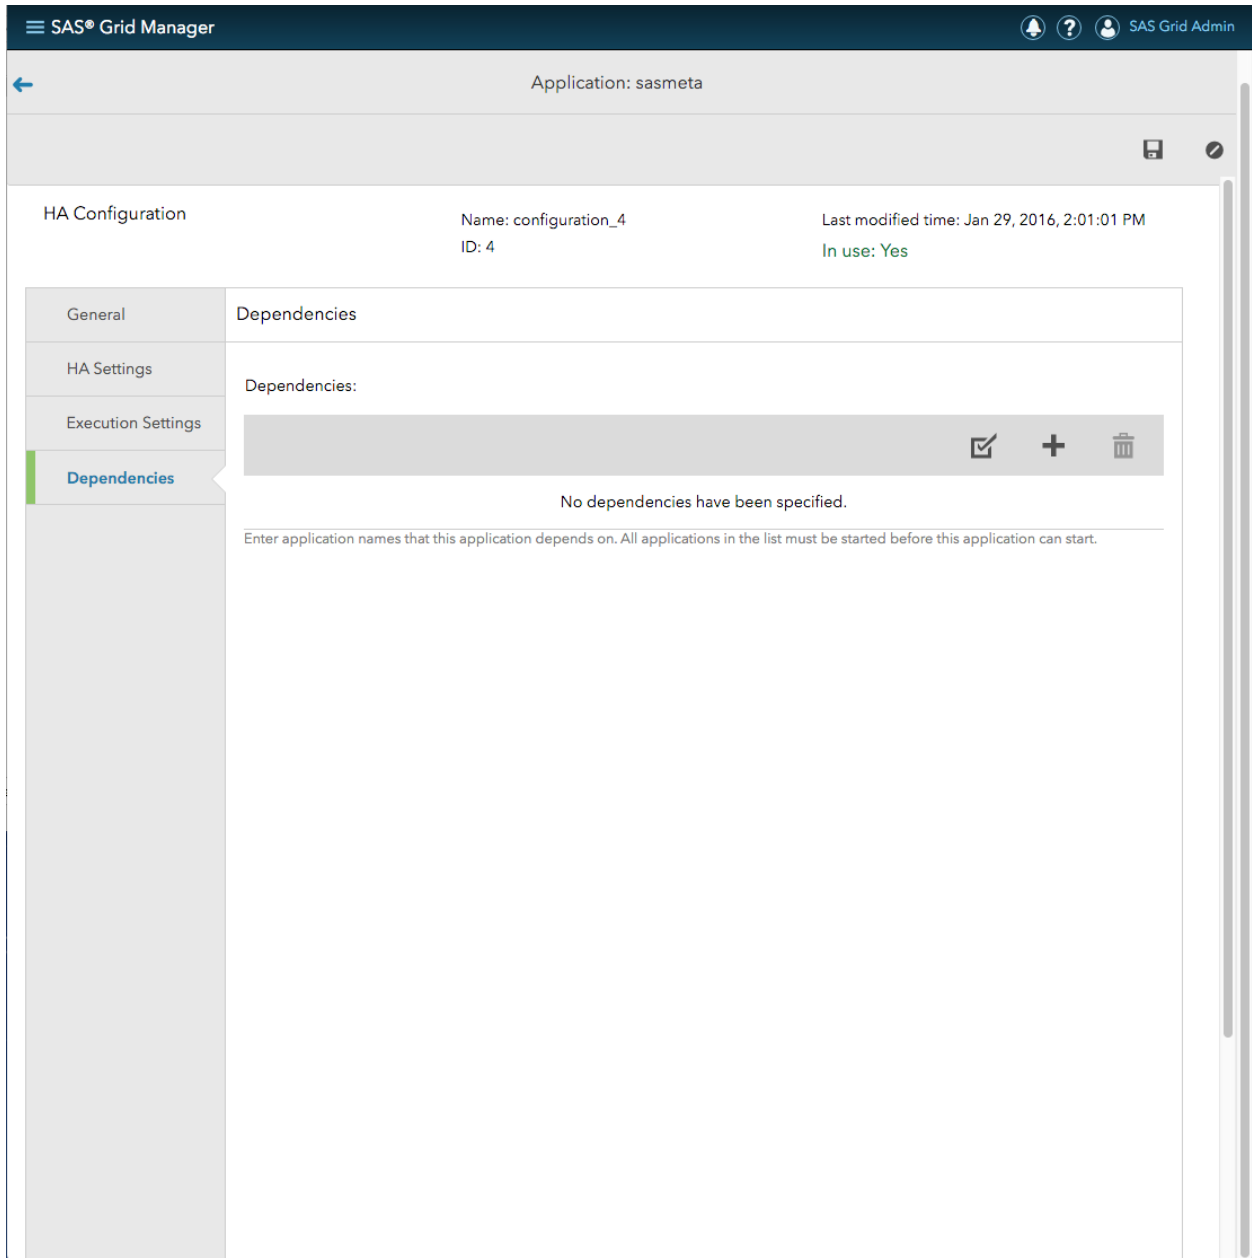 SAS® Grid Manager
SAS Grid Admin
Application: sasmeta
HA Configuration
Name: configuration_4
Last modified time: Jan 29, 2016, 2:01:01 PM
ID: 4
In use: Yes
General
Dependencies
HA Settings
Dependencies:
Execution Settings
Dependencies
No dependencies have been specified.
Enter application names that this application depends on. All applications in the list must be started before this application can start.